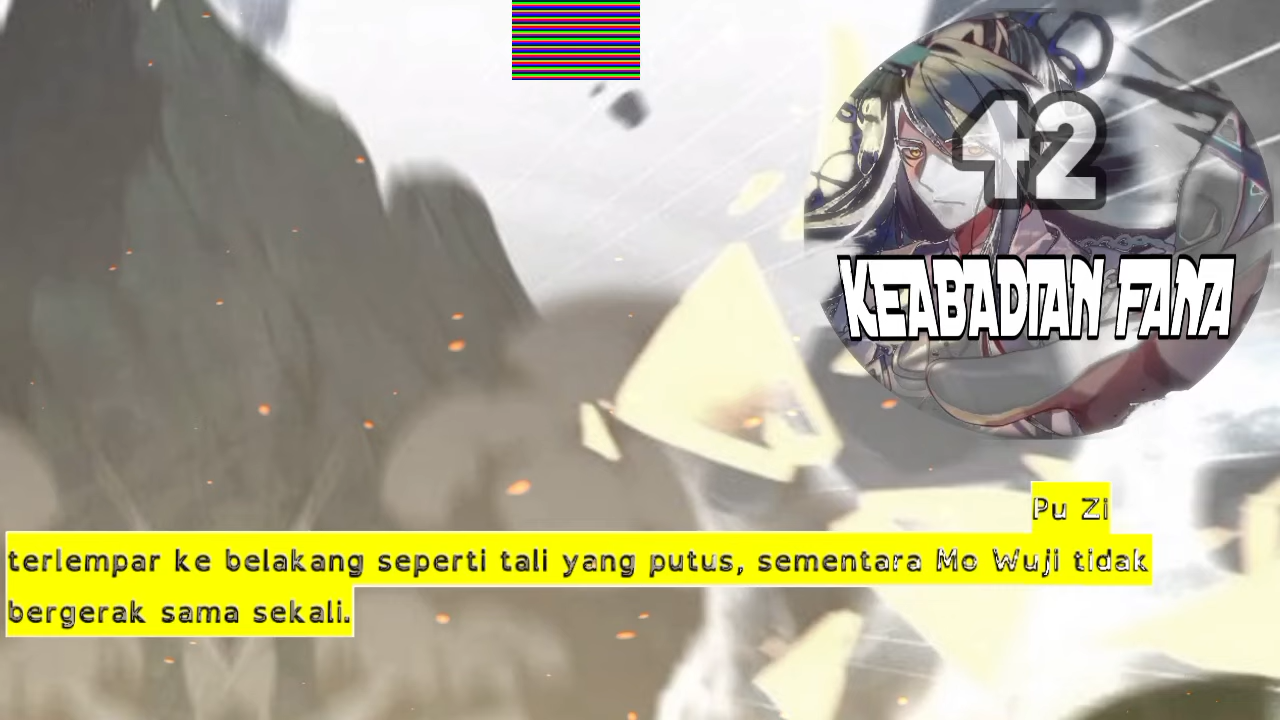 42
KEABADIAN FANA
Pu Zi
terlempar ke belakang seperti tali yang putus, sementara Mo Wuji tidak
bergerak sama sekali.